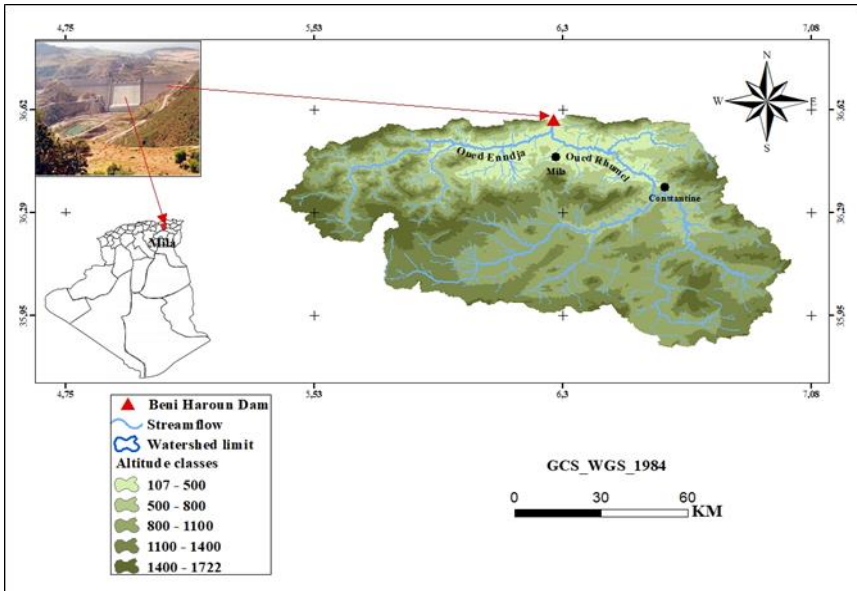 4,75 5,53 6,3 7,08
36,62 36,62
36,29 36,29
35,95 35,95
4,75 5,53 6,3 7,08
N
W E
S
Oued Enndja
Oued Rhumel
Mila
Constantine
Mila
Beni Haroun Dam
Streamflow
Watershed limit
Altitude classes
107 - 500
500 - 800
800 - 1100
1100 - 1400
1400 - 1722
GCS_WGS_1984
0 30 60
KM